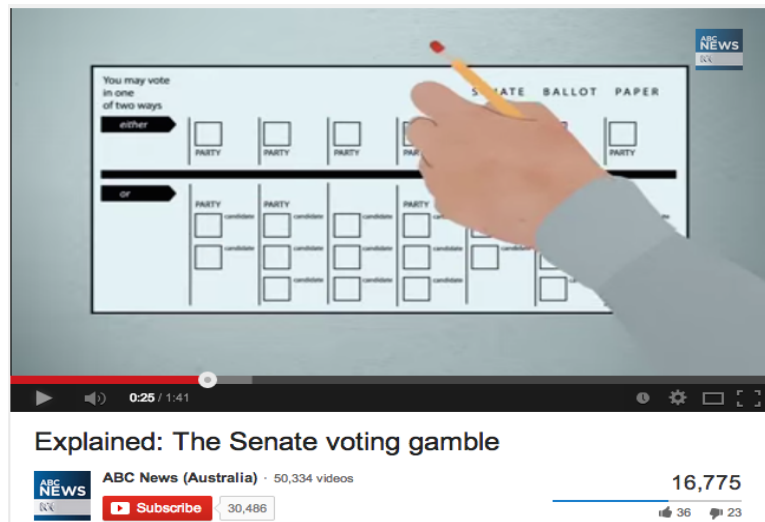 ABC
NEWS
You may vote
in one
of two ways
SENATE BALLOT PAPER
either
PARTY PARTY PARTY PAR PARTY
or
PARTY PARTY PARTY
candidate candidate candidate
candidate candidate candidate candidate
candidate candidate candidate
0:25 / 1:41
Explained: The Senate voting gamble
ABC
NEWS
ABC News (Australia) · 50,334 videos
Subscribe 30,486
16,775
36 23